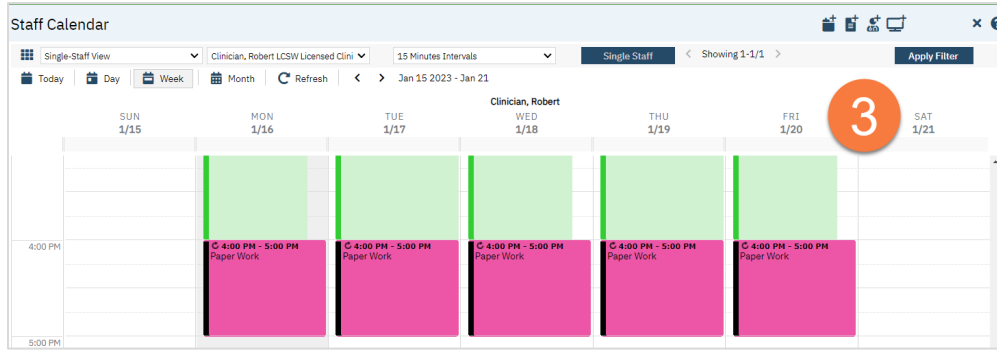 Staff Calendar
Single-Staff View
Clinician, Robert LCSW Licensed Clini
15 Minutes Intervals
Single Staff
Showing 1-1/1
Apply Filter
Today
Day
Week
Month
Refresh
Jan 15 2023 - Jan 21
Clinician, Robert
SUN
1/15
MON
1/16
TUE
1/17
WED
1/18
THU
1/19
FRI
1/20
3
SAT
1/21
4:00 PM
4:00 PM - 5:00 PM
Paper Work
4:00 PM - 5:00 PM
Paper Work
4:00 PM - 5:00 PM
Paper Work
4:00 PM - 5:00 PM
Paper Work
4:00 PM - 5:00 PM
Paper Work
5:00 PM